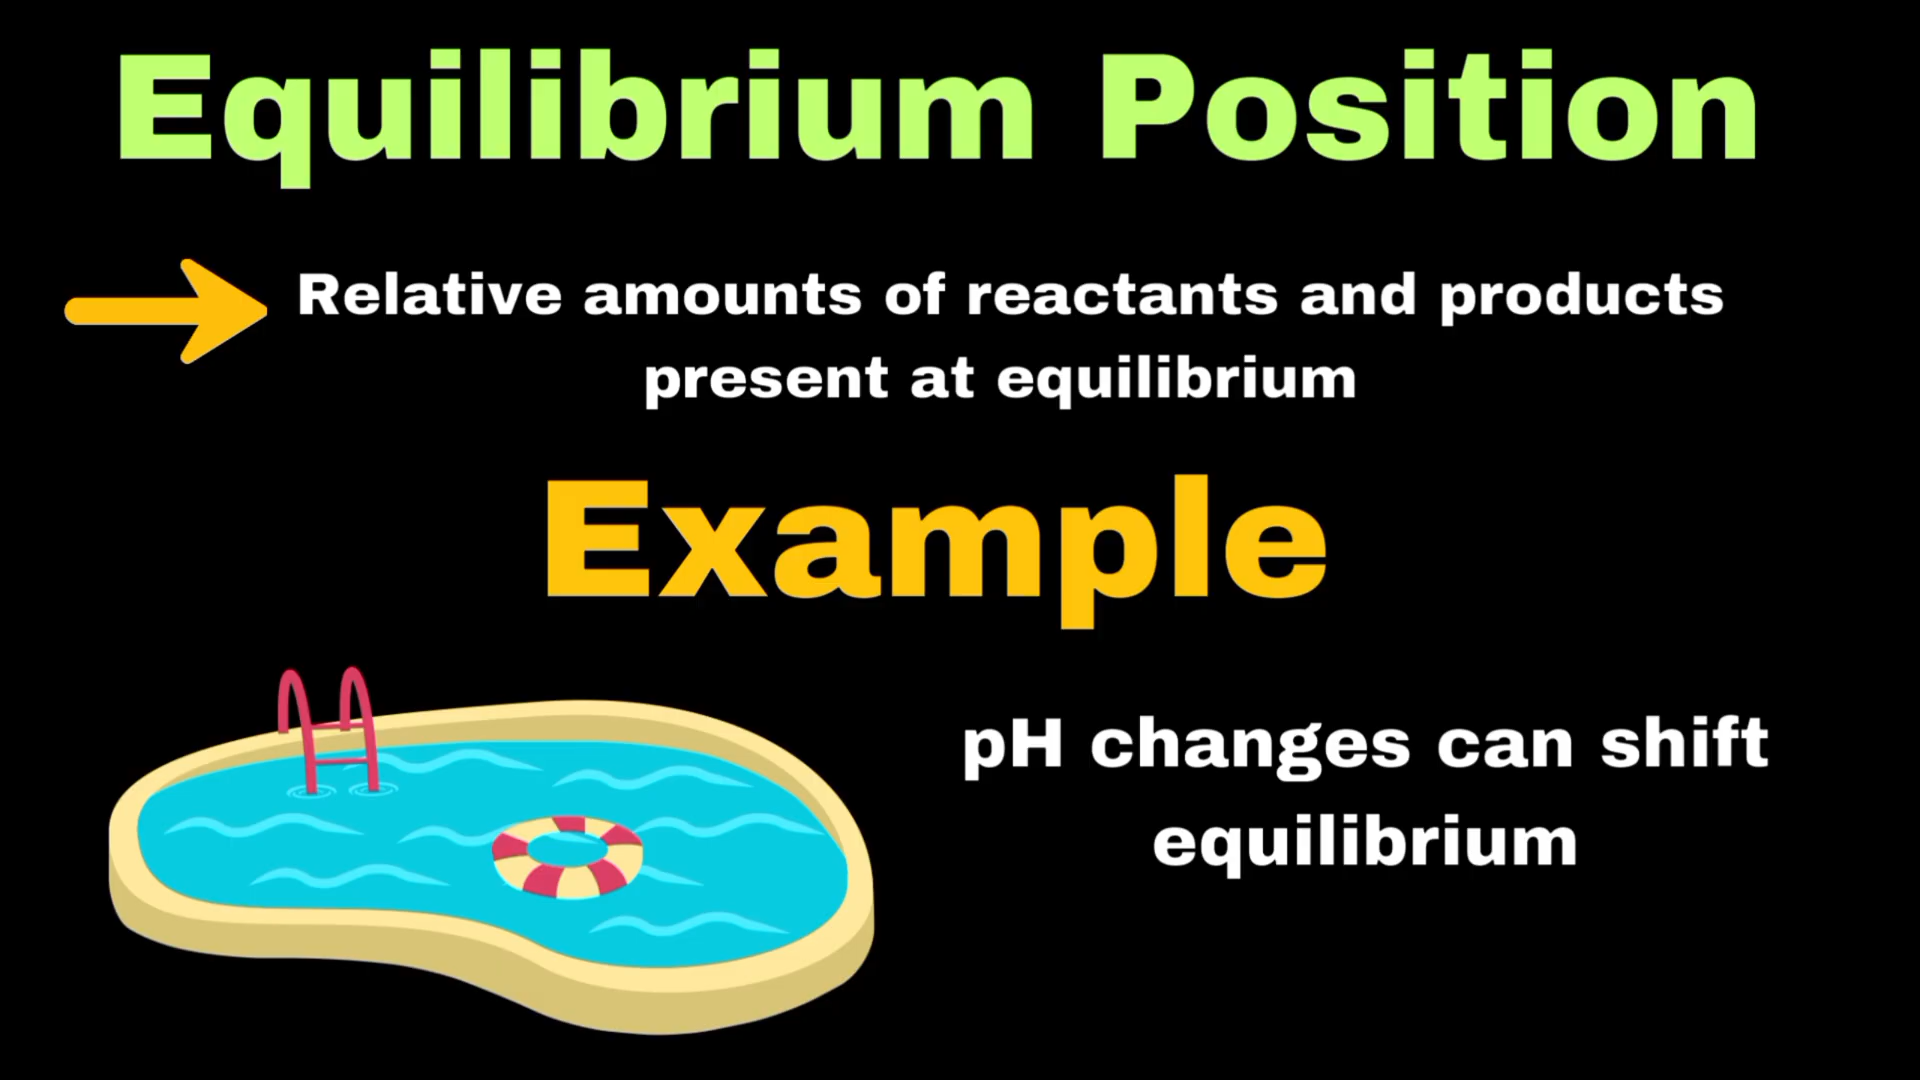 Equilibrium Position
Relative amounts of reactants and products
present at equilibrium
Example
pH changes can shift
equilibrium